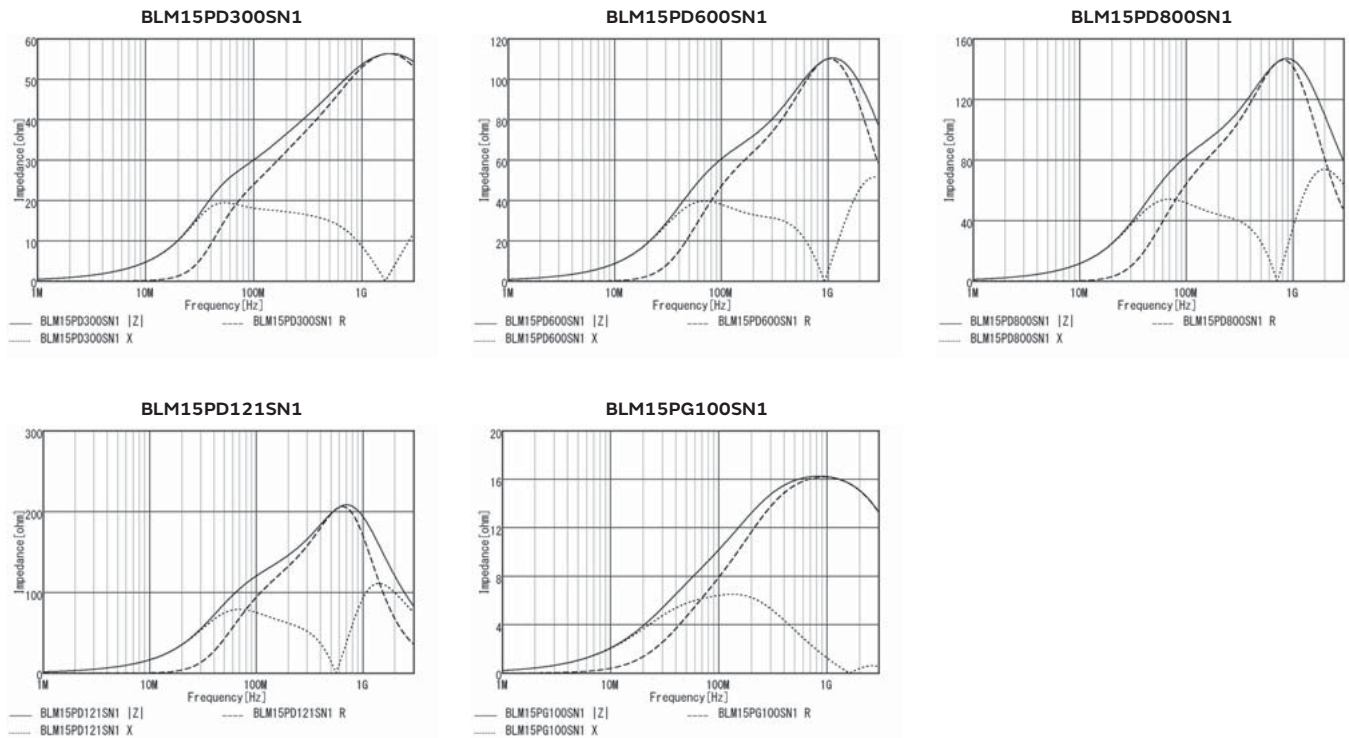 BLM15PD300SN1
60
50
40
30
20
10
0
Impedance[ohm]
1M 10M 100M 1G
Frequency[Hz]
BLM15PD300SN1 |Z| BLM15PD300SN1 R
BLM15PD300SN1 X
BLM15PD600SN1
120
100
80
60
40
20
0
Impedance[ohm]
1M 10M 100M 1G
Frequency[Hz]
BLM15PD600SN1 |Z| BLM15PD600SN1 R
BLM15PD600SN1 X
BLM15PD800SN1
160
120
80
40
0
Impedance[ohm]
1M 10M 100M 1G
Frequency[Hz]
BLM15PD800SN1 |Z| BLM15PD800SN1 R
BLM15PD800SN1 X
BLM15PD121SN1
300
200
100
0
Impedance[ohm]
1M 10M 100M 1G
Frequency[Hz]
BLM15PD121SN1 |Z| BLM15PD121SN1 R
BLM15PD121SN1 X
BLM15PG100SN1
20
16
12
8
4
0
Impedance[ohm]
1M 10M 100M 1G
Frequency[Hz]
BLM15PG100SN1 |Z| BLM15PG100SN1 R
BLM15PG100SN1 X